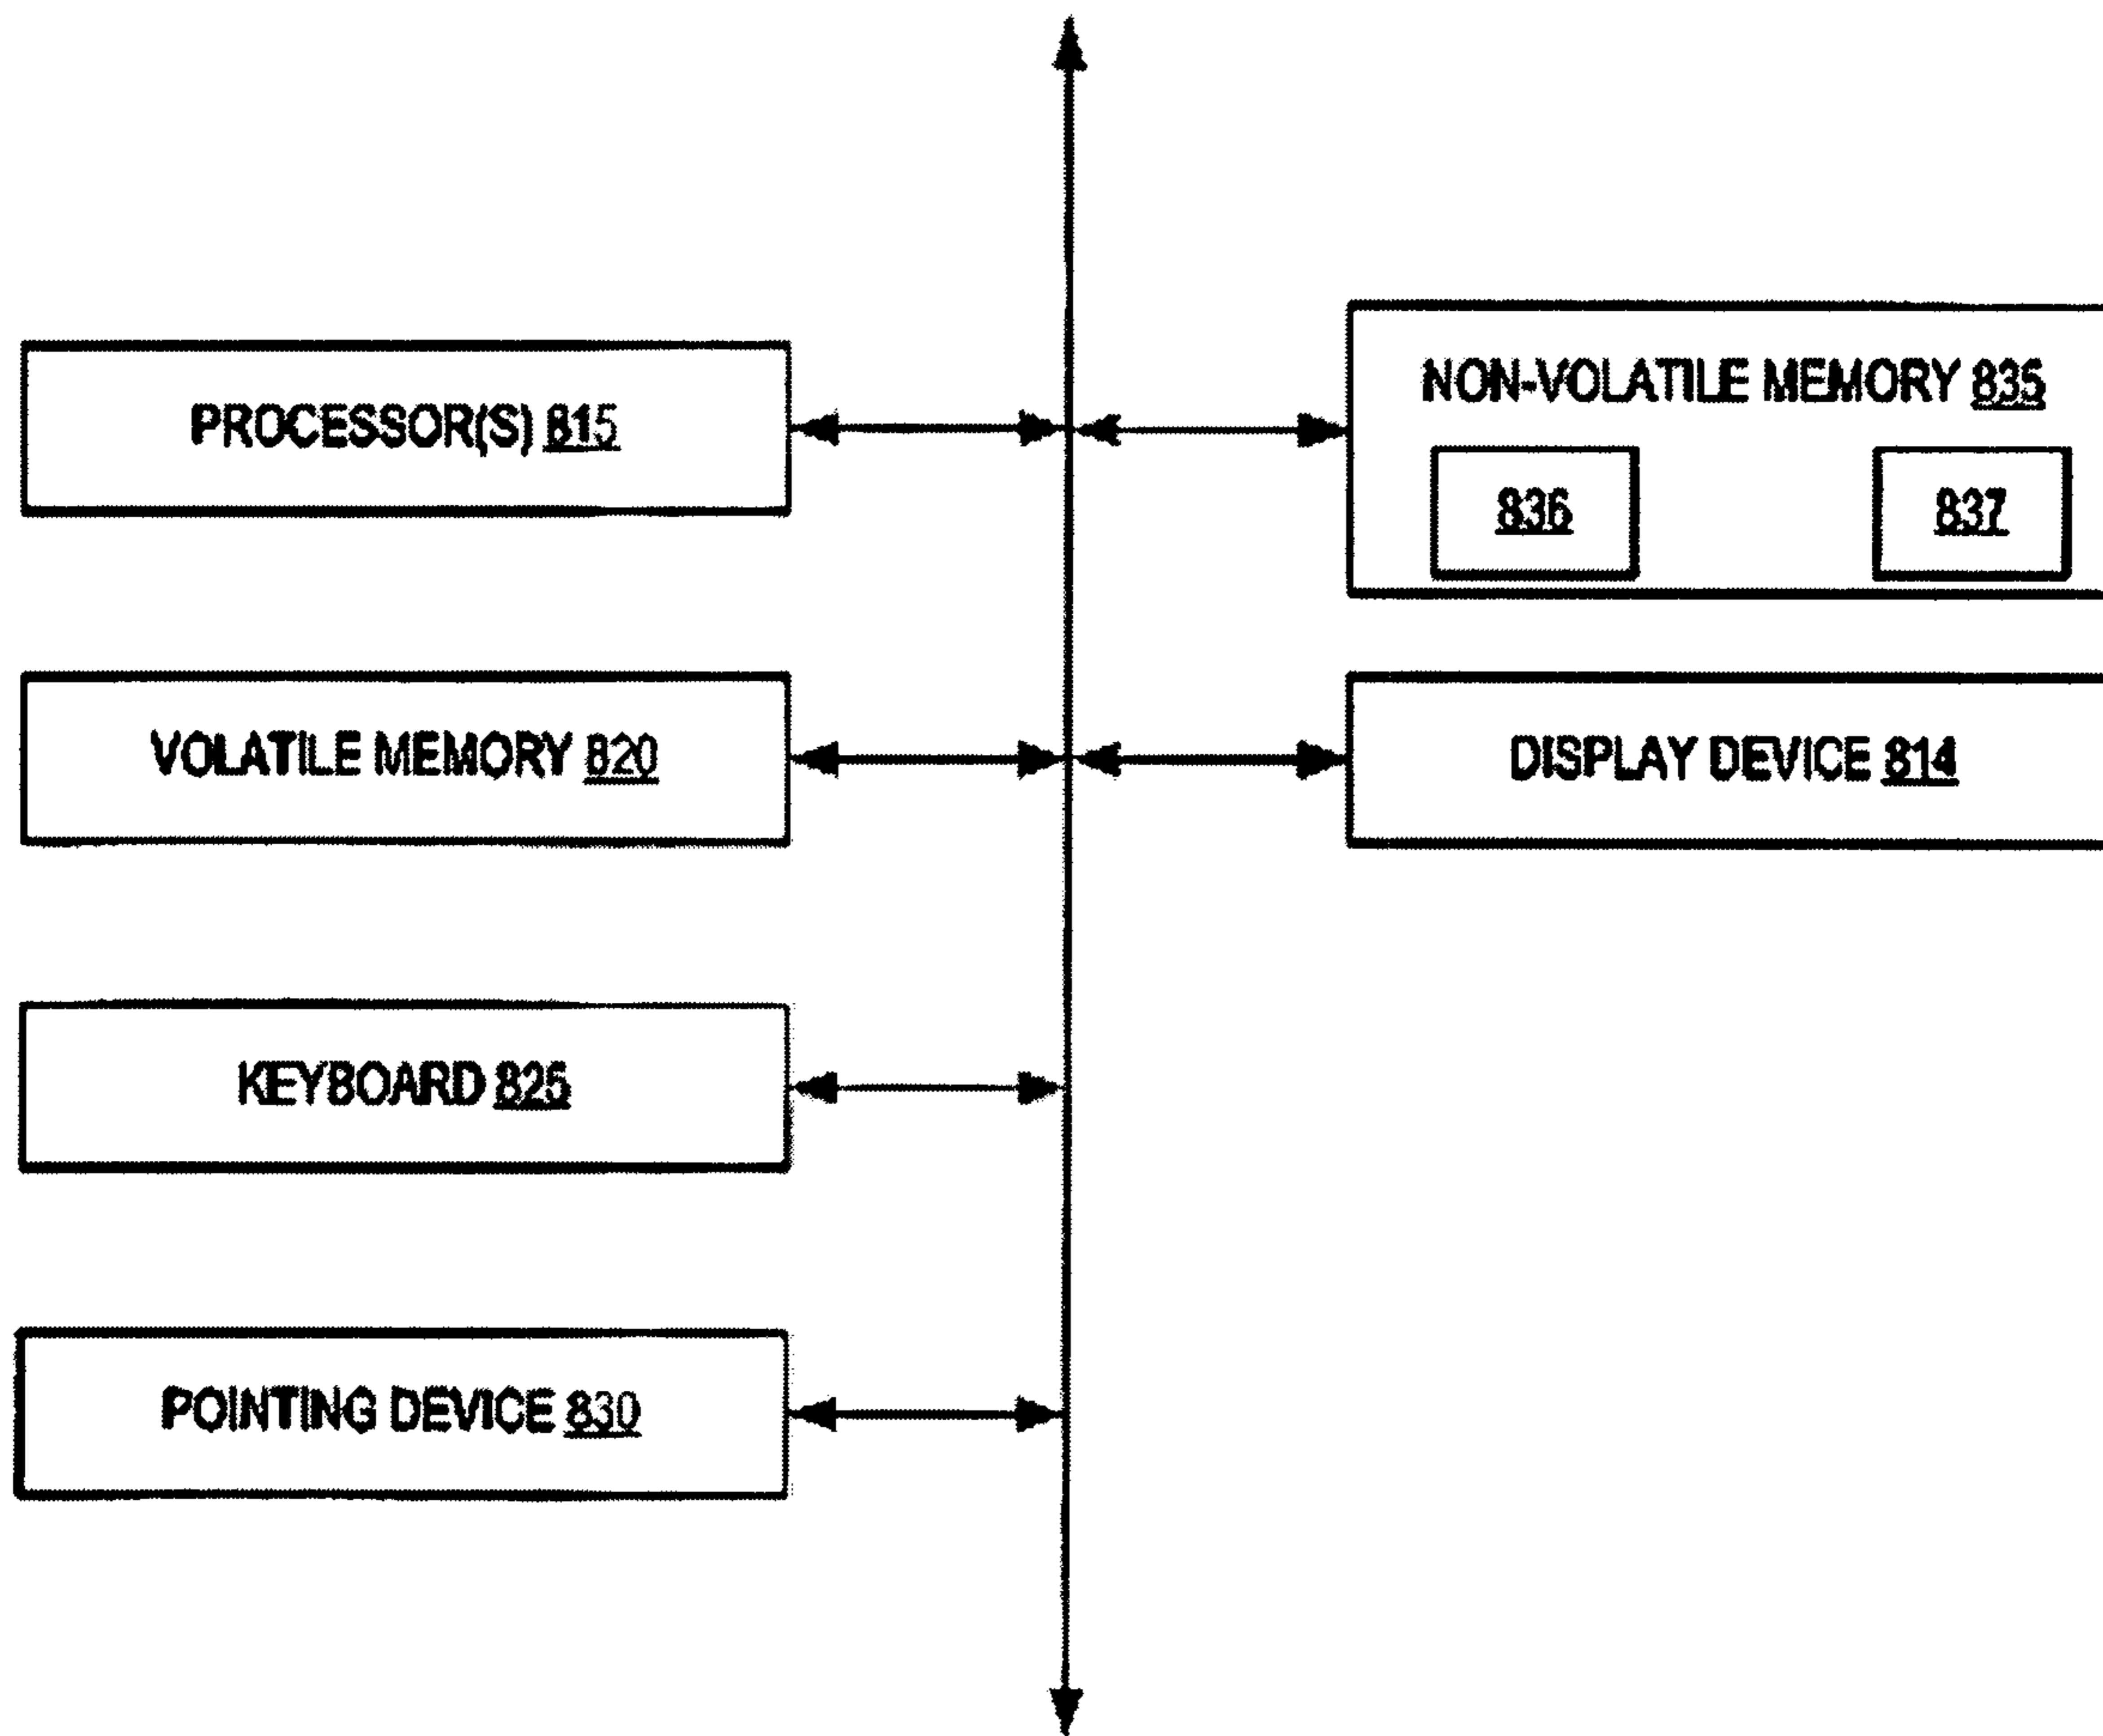 PROCESSOR(S) 815
VOLATILE MEMORY 820
KEYBOARD 825
POINTING DEVICE 830
NON-VOLATILE MEMORY 835
836
837
DISPLAY DEVICE 814